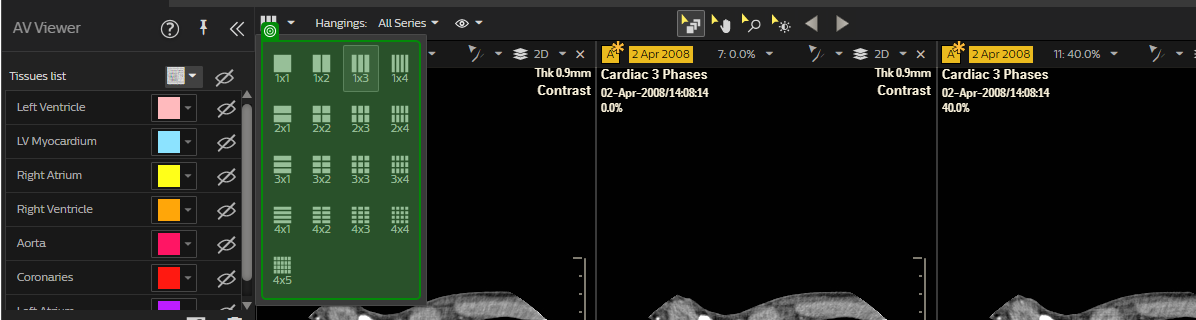 AV Viewer
Hangings: All Series
Tissues list
Left Ventricle
LV Myocardium
Right Atrium
Right Ventricle
Aorta
Coronaries
Left Atrium
1x1 1x2 1x3 1x4
2x1 2x2 2x3 2x4
3x1 3x2 3x3 3x4
4x1 4x2 4x3 4x4
4x5
2D
Thk 0.9mm
Contrast
A 2 Apr 2008 7: 0.0% 2D
Cardiac 3 Phases Thk 0.9mm
02-Apr-2008/14:08:14 Contrast
0.0%
A 2 Apr 2008 11: 40.0%
Cardiac 3 Phases
02-Apr-2008/14:08:14
40.0%